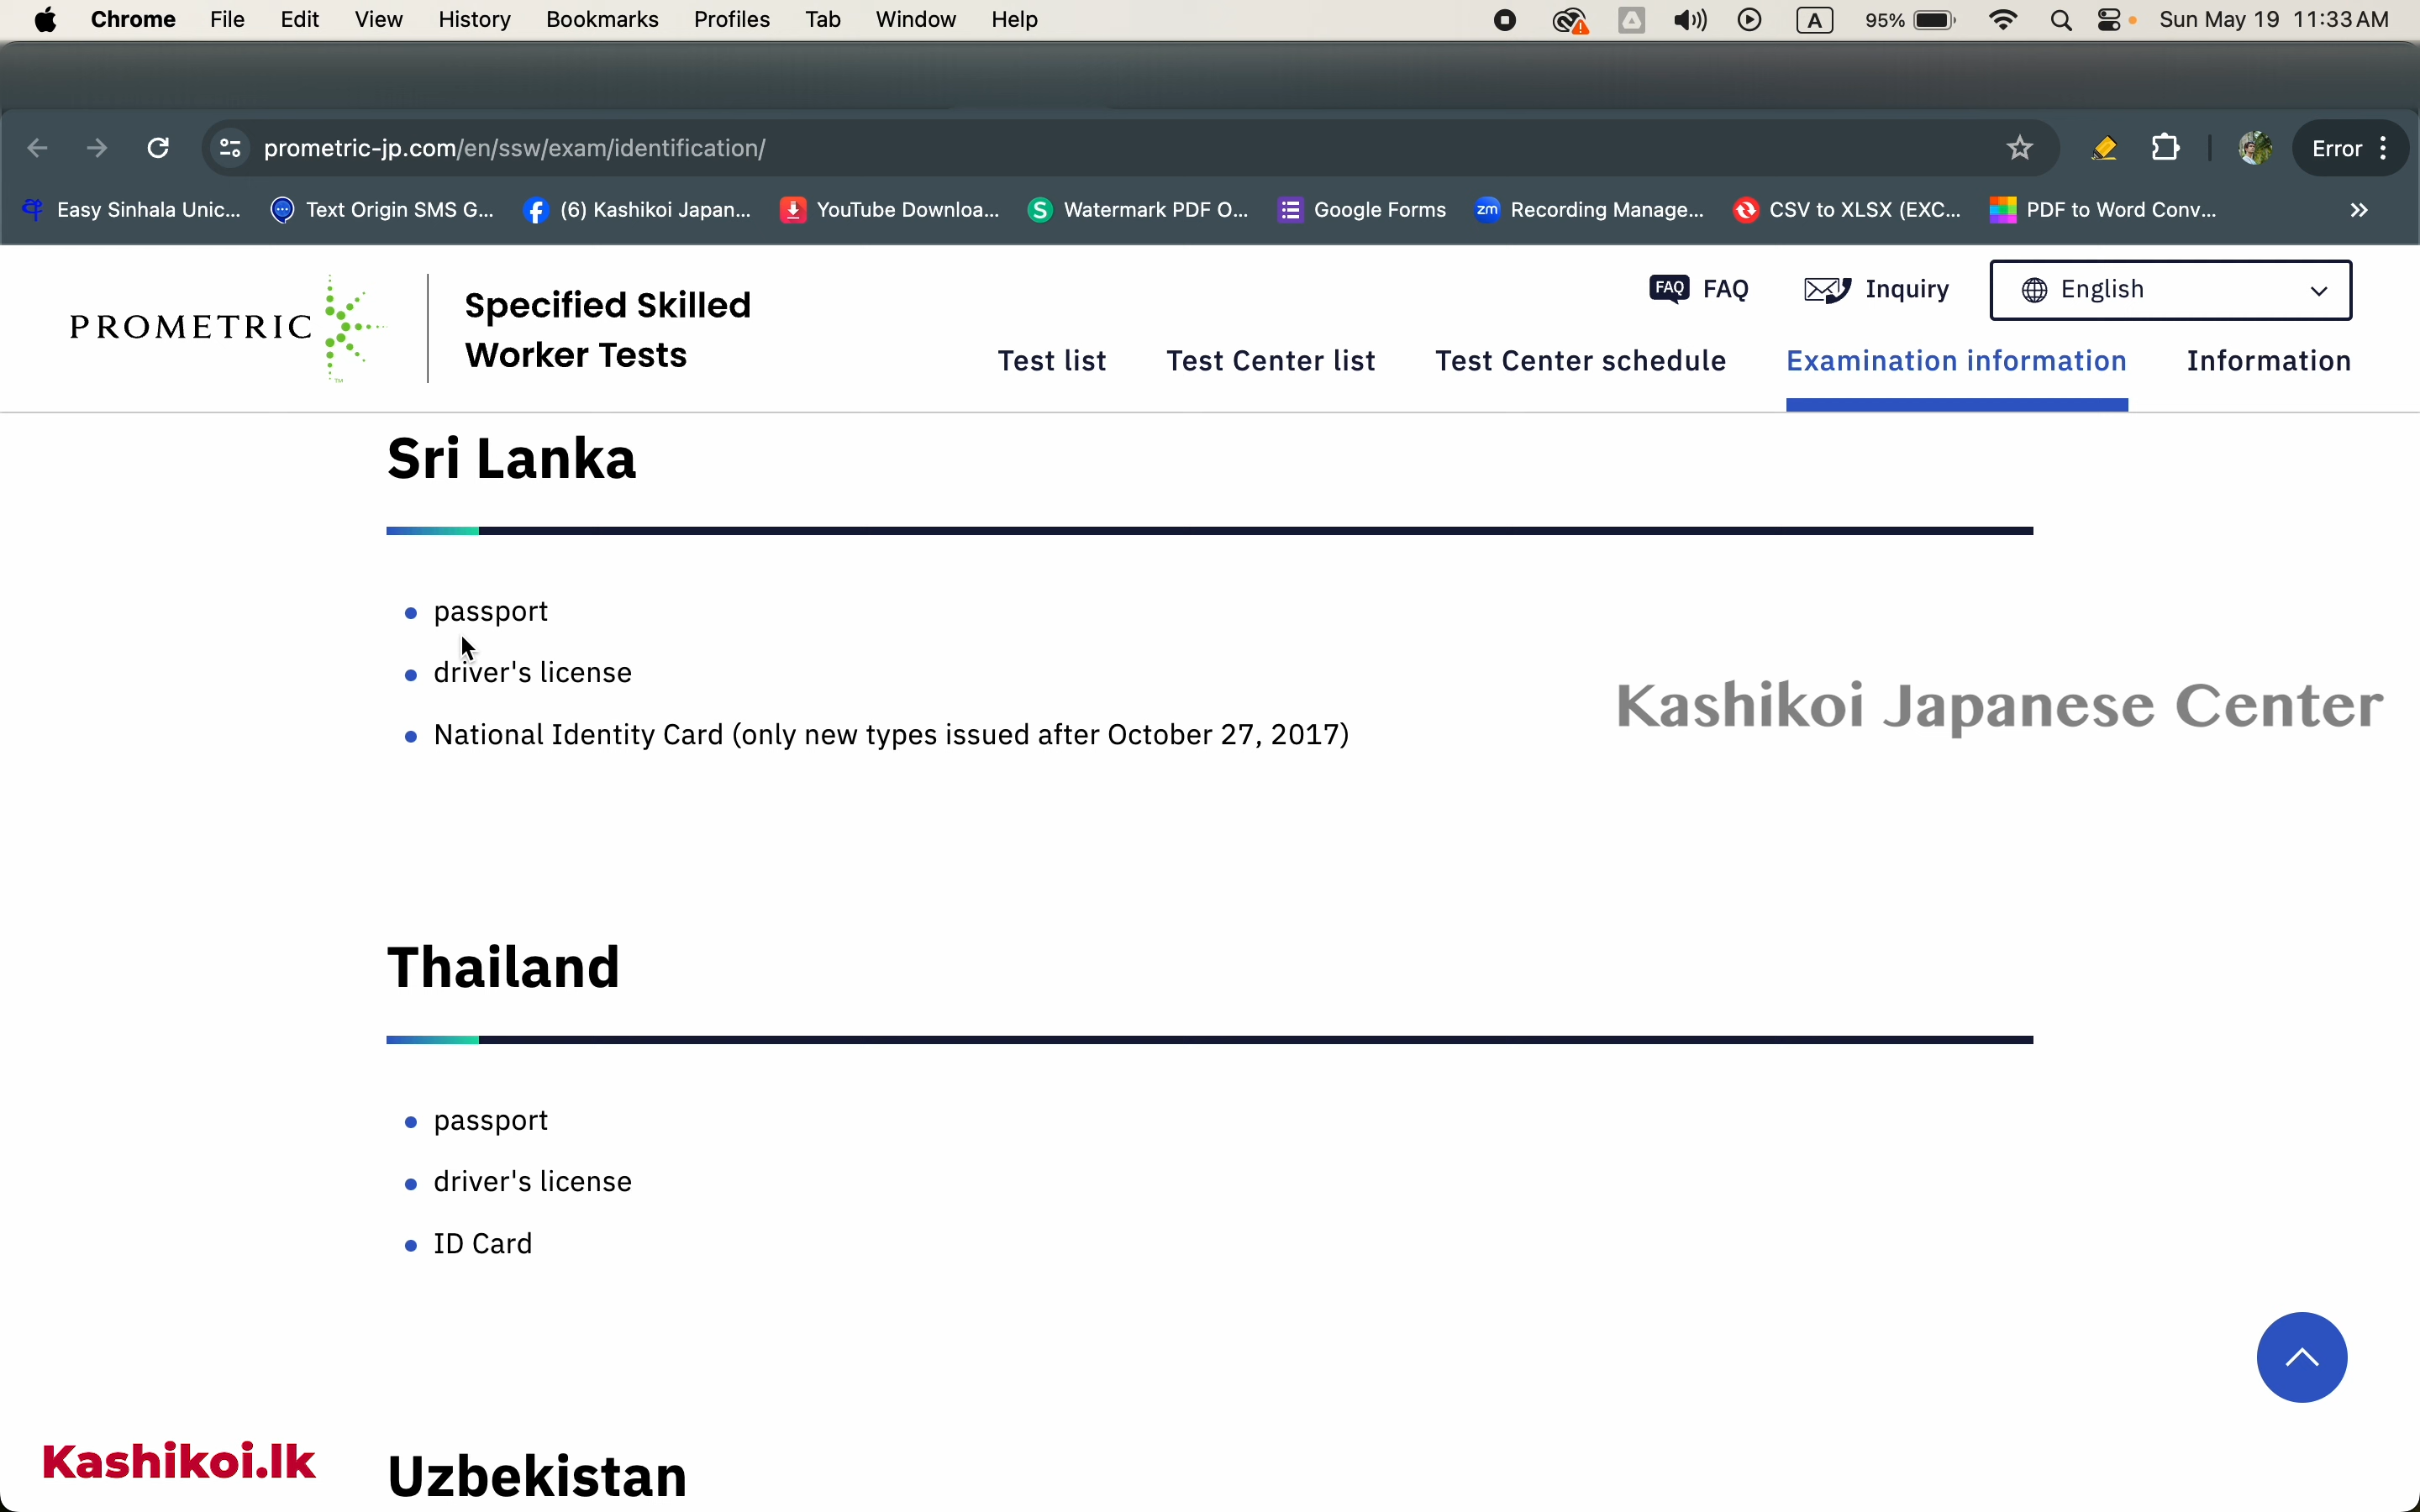 Chrome File Edit View History Bookmarks Profiles Tab Window Help A 95% Sun May 19 11:33 AM
prometric-jp.com/en/ssw/exam/identification/ Error
Easy Sinhala Unic... Text Origin SMS G... (6) Kashikoi Japan... YouTube Downloa... Watermark PDF O... Google Forms zm Recording Manage... CSV to XLSX (EXC... PDF to Word Conv...
PROMETRIC
TM
Specified Skilled
Worker Tests
FAQ FAQ Inquiry English
Test list Test Center list Test Center schedule Examination information Information
Sri Lanka
passport
driver's license
National Identity Card (only new types issued after October 27, 2017)
Kashikoi Japanese Center
Thailand
passport
driver's license
ID Card
Kashikoi.lk
Uzbekistan